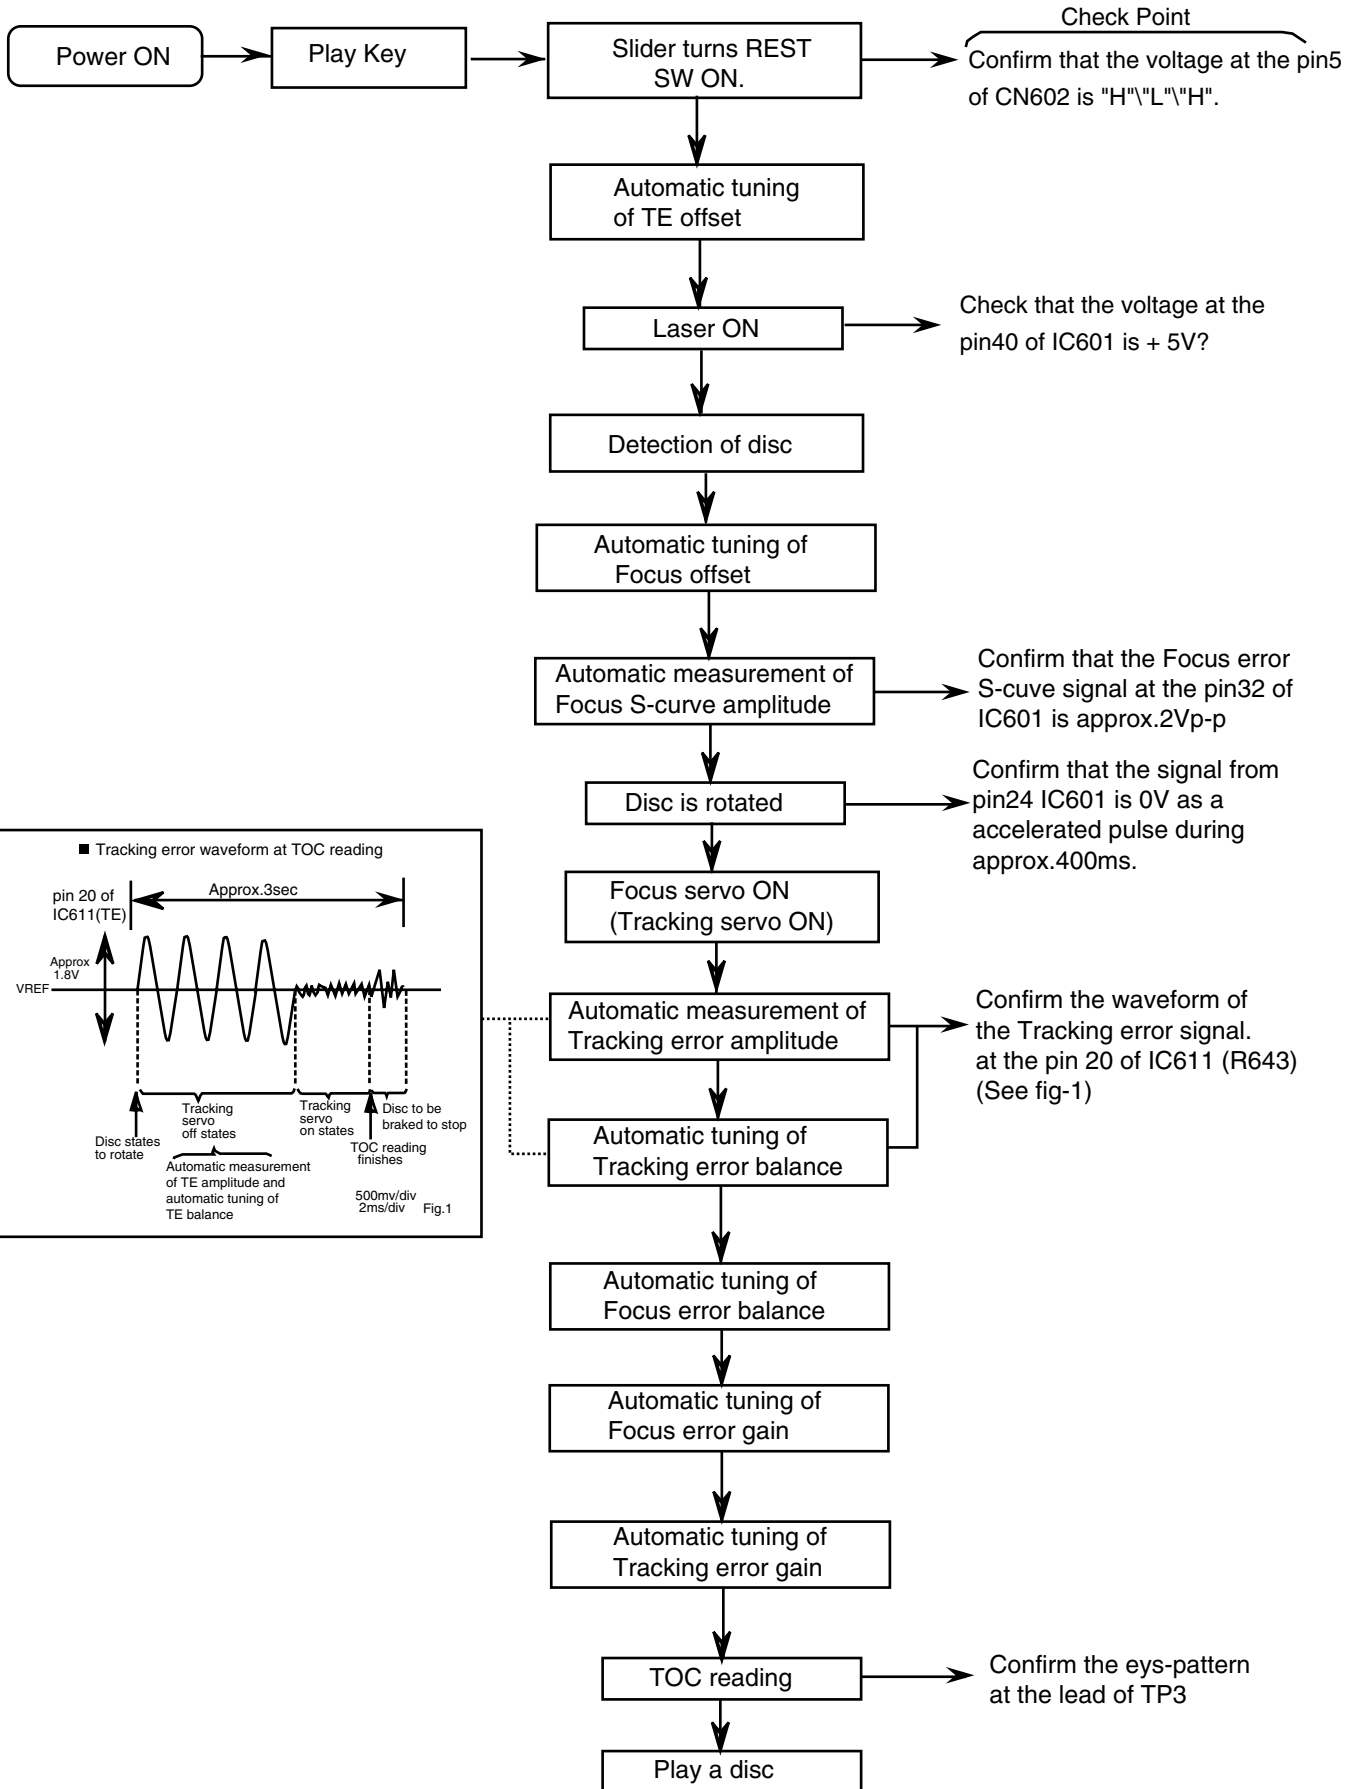 Check Point
Power ON
Play Key
Slider turns REST
SW ON.
Confirm that the voltage at the pin5
of CN602 is "H"\"L"\"H".
Automatic tuning
of TE offset
Laser ON
Check that the voltage at the
pin40 of IC601 is + 5V?
Detection of disc
Automatic tuning of
Focus offset
Automatic measurement of
Focus S-curve amplitude
Confirm that the Focus error
S-cuve signal at the pin32 of
IC601 is approx.2Vp-p
Disc is rotated
Confirm that the signal from
pin24 IC601 is 0V as a
accelerated pulse during
approx.400ms.
Focus servo ON
(Tracking servo ON)
■ Tracking error waveform at TOC reading
pin 20 of
IC611(TE)
Approx.3sec
Approx
1.8V
VREF
Disc states
to rotate
Tracking
servo
off states
Tracking
servo
on states
Disc to be
braked to stop
TOC reading
finishes
Automatic measurement
of TE amplitude and
automatic tuning of
TE balance
500mv/div
2ms/div
Fig.1
Automatic measurement of
Tracking error amplitude
Confirm the waveform of
the Tracking error signal.
at the pin 20 of IC611 (R643)
(See fig-1)
Automatic tuning of
Tracking error balance
Automatic tuning of
Focus error balance
Automatic tuning of
Focus error gain
Automatic tuning of
Tracking error gain
TOC reading
Confirm the eys-pattern
at the lead of TP3
Play a disc